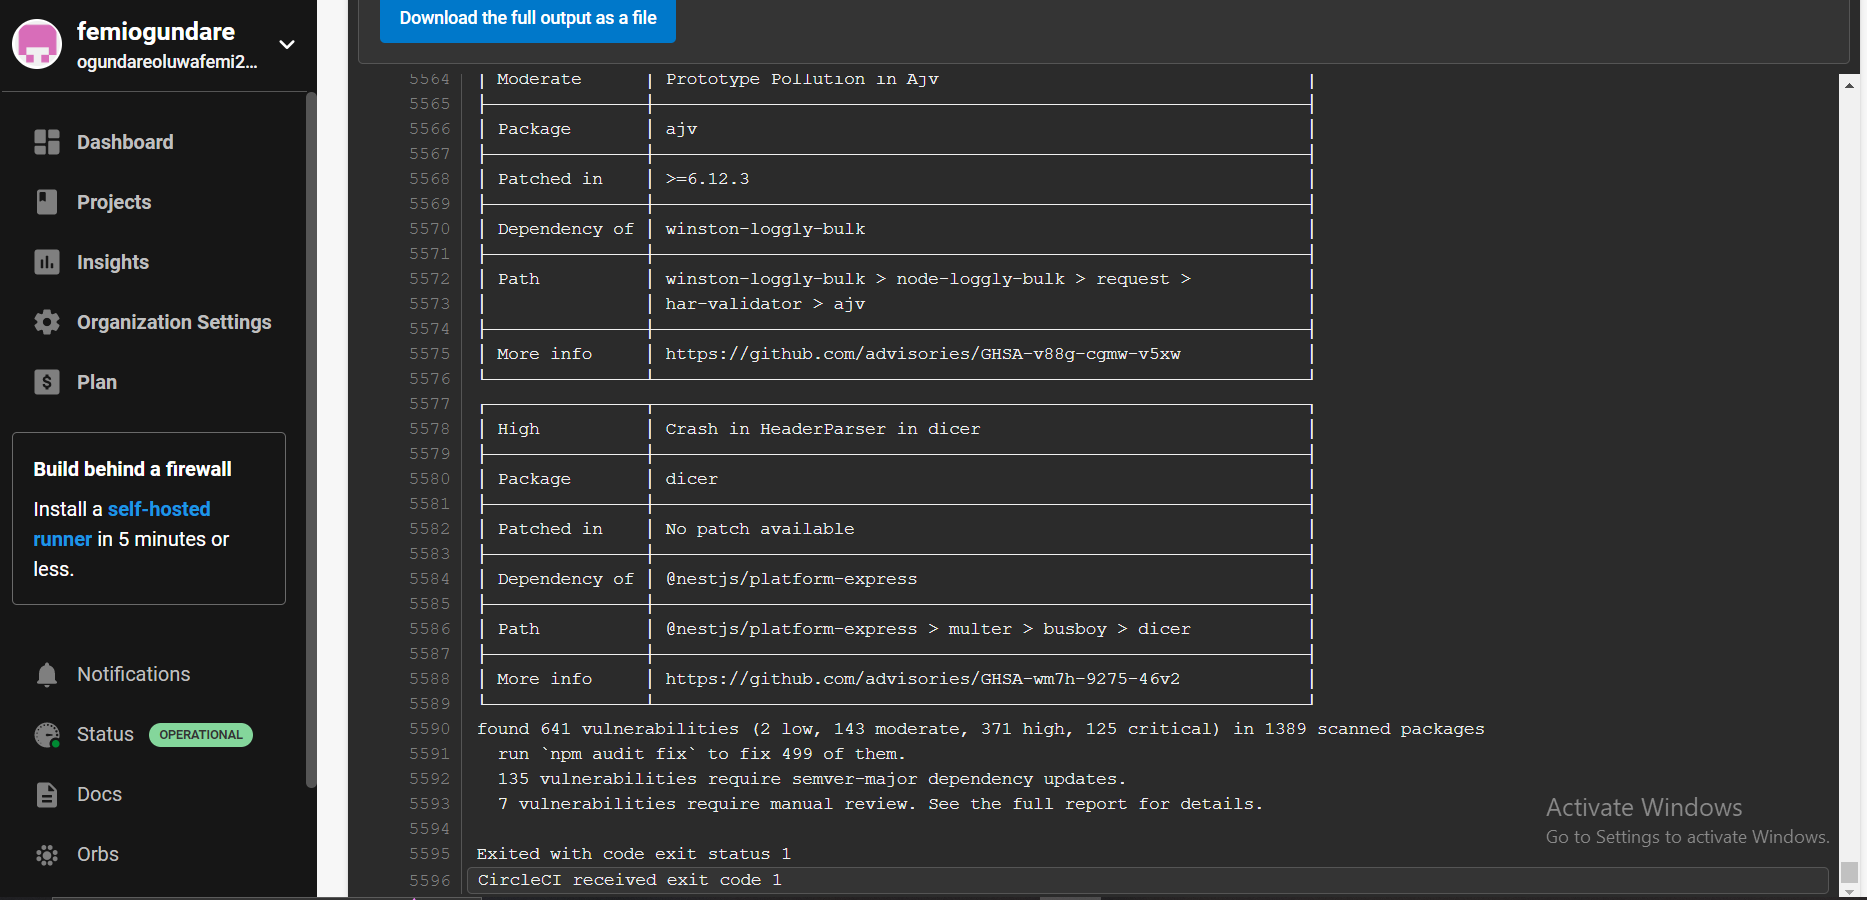 femiogundare
ogundareoluwafemi2...
Dashboard
Projects
Insights
Organization Settings
Plan
Build behind a firewall
Install a self-hosted
runner in 5 minutes or
less.
Notifications
Status OPERATIONAL
Docs
Orbs
Download the full output as a file
5564 | Moderate | Prototype Pollution in Ajv |
5565
5566 | Package | ajv |
5567
5568 | Patched in | >=6.12.3 |
5569
5570 | Dependency of | winston-loggly-bulk |
5571
5572 | Path | winston-loggly-bulk > node-loggly-bulk > request > |
5573 | | har-validator > ajv |
5574
5575 | More info | https://github.com/advisories/GHSA-v88g-cgmw-v5xw |
5576
5577
5578 | High | Crash in HeaderParser in dicer |
5579
5580 | Package | dicer |
5581
5582 | Patched in | No patch available |
5583
5584 | Dependency of | @nestjs/platform-express |
5585
5586 | Path | @nestjs/platform-express > multer > busboy > dicer |
5587
5588 | More info | https://github.com/advisories/GHSA-wm7h-9275-46v2 |
5589
5590 found 641 vulnerabilities (2 low, 143 moderate, 371 high, 125 critical) in 1389 scanned packages
5591 run `npm audit fix` to fix 499 of them.
5592 135 vulnerabilities require semver-major dependency updates.
5593 7 vulnerabilities require manual review. See the full report for details.
5594
5595 Exited with code exit status 1
5596 CircleCI received exit code 1
Activate Windows
Go to Settings to activate Windows.